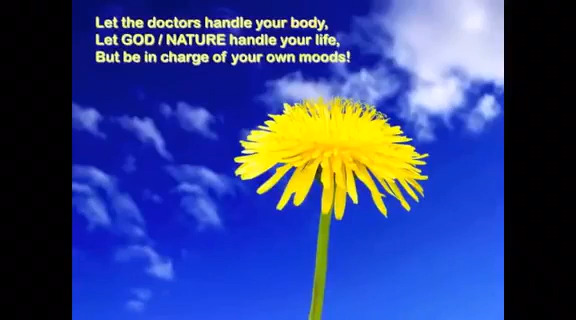 Let the doctors handle your body,
Let GOD / NATURE handle your life,
But be in charge of your own moods!